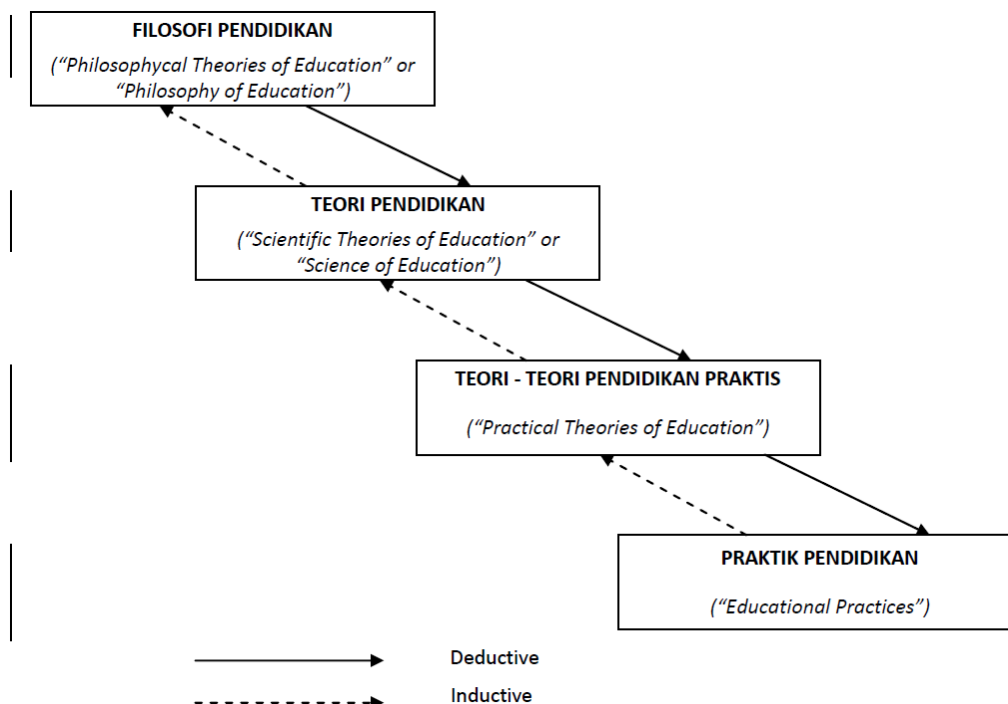 FILOSOFI PENDIDIKAN
(“Philosophycal Theories of Education” or
“Philosophy of Education”)
TEORI PENDIDIKAN
(“Scientific Theories of Education” or
“Science of Education”)
TEORI - TEORI PENDIDIKAN PRAKTIS
(“Practical Theories of Education”)
PRAKTIK PENDIDIKAN
(“Educational Practices”)
Deductive
Inductive